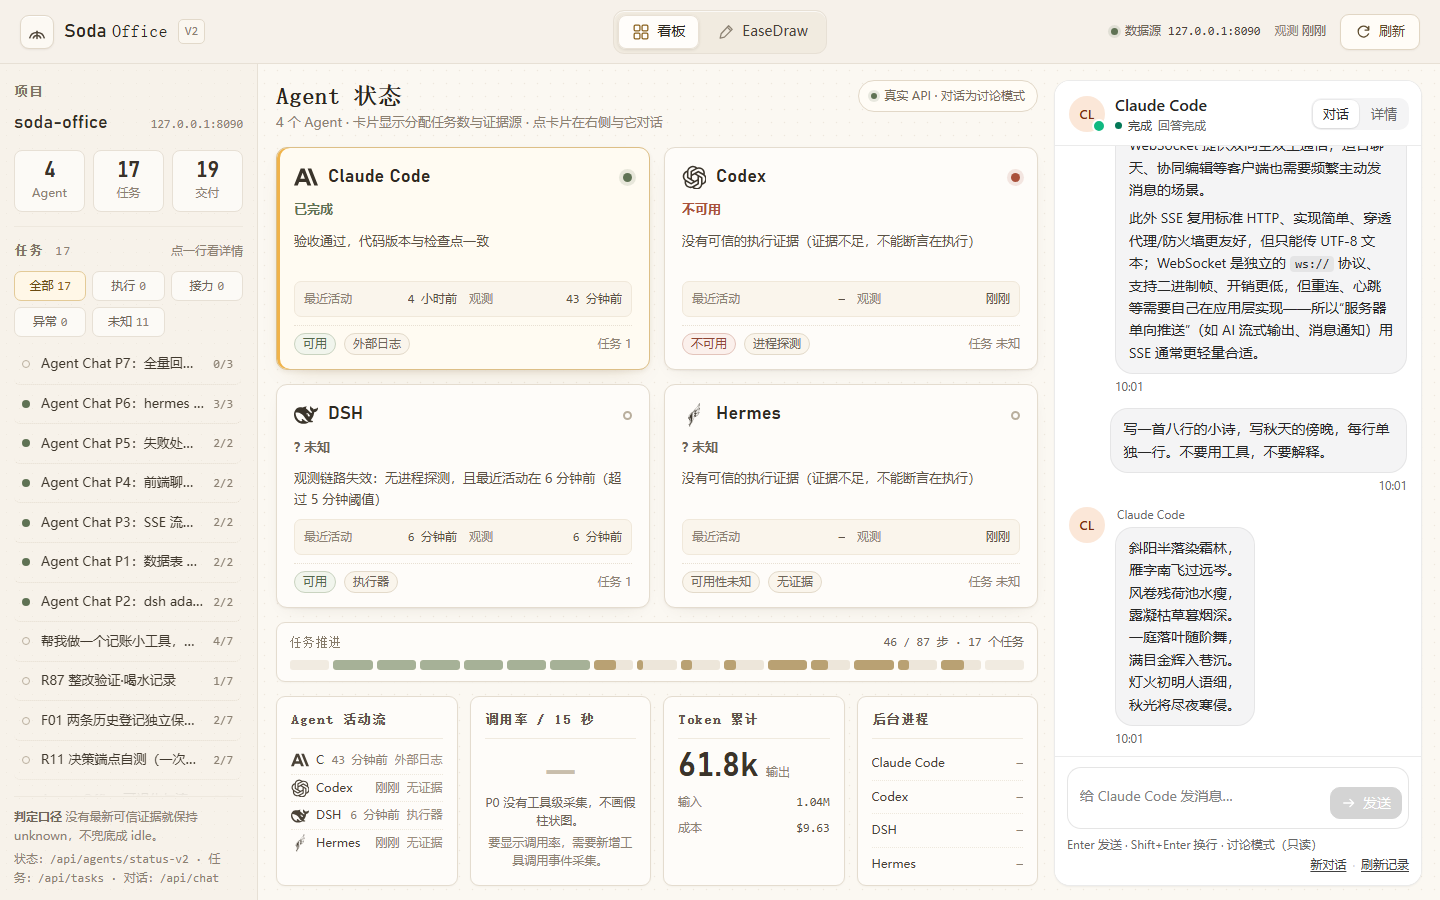 Soda Office V2
看板
EaseDraw
数据源 127.0.0.1:8090
观测 刚刚
刷新
项目
soda-office 127.0.0.1:8090
4 Agent
17 任务
19 交付
任务 17 点一行看详情
全部 17
执行 0
接力 0
异常 0
未知 11
Agent Chat P7：全量回... 0/3
Agent Chat P6：hermes ... 3/3
Agent Chat P5：失败处... 2/2
Agent Chat P4：前端聊... 2/2
Agent Chat P3：SSE 流... 2/2
Agent Chat P1：数据表 ... 2/2
Agent Chat P2：dsh ada... 2/2
帮我做一个记账小工具，... 4/7
R87 整改验证·喝水记录 1/7
F01 两条历史登记独立保... 2/7
R11 决策端点自测（一次... 2/7
判定口径 没有最新可信证据就保持
unknown，不兜底成 idle。
状态：/api/agents/status-v2 · 任
务：/api/tasks · 对话：/api/chat
Agent 状态
4 个 Agent · 卡片显示分配任务数与证据源 · 点卡片在右侧与它对话
真实 API · 对话为讨论模式
Claude Code
已完成
验收通过，代码版本与检查点一致
最近活动 4 小时前 观测 43 分钟前
可用 外部日志 任务 1
Codex
不可用
没有可信的执行证据（证据不足，不能断言在执行）
最近活动 — 观测 刚刚
不可用 进程探测 任务 未知
DSH
? 未知
观测链路失效：无进程探测，且最近活动在 6 分钟前（超
过 5 分钟阈值）
最近活动 6 分钟前 观测 6 分钟前
可用 执行器 任务 1
Hermes
? 未知
没有可信的执行证据（证据不足，不能断言在执行）
最近活动 — 观测 刚刚
可用性未知 无证据 任务 未知
任务推进 46 / 87 步 · 17 个任务
Agent 活动流
C 43 分钟前 外部日志
Codex 刚刚 无证据
DSH 6 分钟前 执行器
Hermes 刚刚 无证据
调用率 / 15 秒
—
P0 没有工具级采集，不画假
柱状图。
要显示调用率，需要新增工
具调用事件采集。
Token 累计
61.8k 输出
输入 1.04M
成本 $9.63
后台进程
Claude Code —
Codex —
DSH —
Hermes —
CL
Claude Code
完成 回答完成
对话
详情
WebSocket 提供双向全双工通信，适合聊
天、协同编辑等客户端也需要频繁主动发
消息的场景。
此外 SSE 复用标准 HTTP、实现简单、穿透
代理/防火墙更友好，但只能传 UTF-8 文
本；WebSocket 是独立的 ws:// 协议、
支持二进制帧、开销更低，但重连、心跳
等需要自己在应用层实现——所以"服务器
单向推送"（如 AI 流式输出、消息通知）用
SSE 通常更轻量合适。
10:01
写一首八行的小诗，写秋天的傍晚，每行单
独一行。不要用工具，不要解释。
10:01
CL
Claude Code
斜阳半落染霜林，
雁字南飞过远岑。
风卷残荷池水瘦，
露凝枯草暮烟深。
一庭落叶随阶舞，
满目金辉入巷沉。
灯火初明人语细，
秋光将尽夜寒侵。
10:01
给 Claude Code 发消息...
发送
Enter 发送 · Shift+Enter 换行 · 讨论模式（只读）
新对话 · 刷新记录